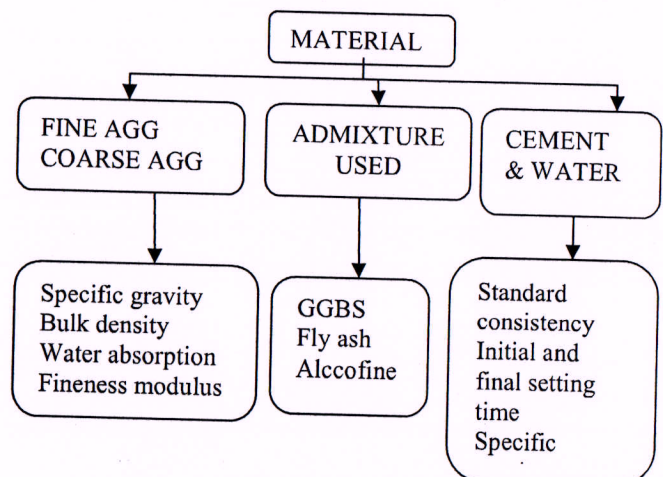 MATERIAL
FINE AGG
COARSE AGG
ADMIXTURE
USED
CEMENT
& WATER
Specific gravity
Bulk density
Water absorption
Fineness modulus
GGBS
Fly ash
Alccofine
Standard
consistency
Initial and
final setting
time
Specific